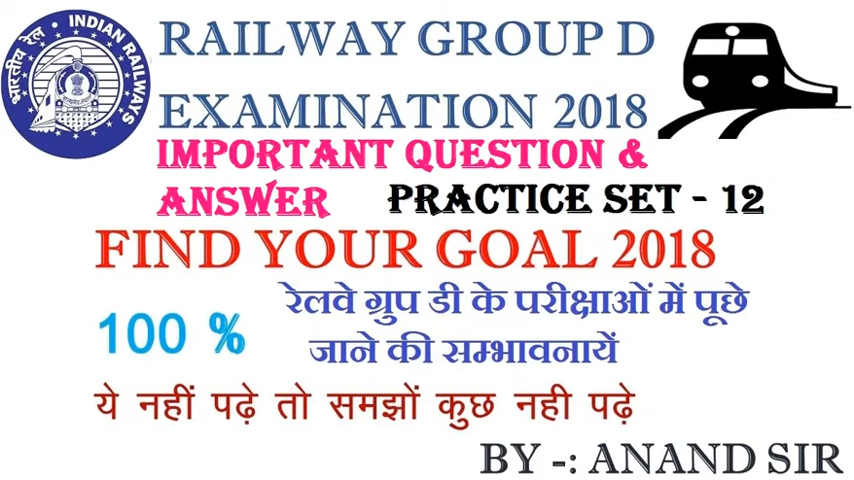 भारतीय रेल INDIAN RAILWAYS
RAILWAY GROUP D
EXAMINATION 2018
IMPORTANT QUESTION &
ANSWER PRACTICE SET - 12
FIND YOUR GOAL 2018
100 % रेलवे ग्रुप डी के परीक्षाओं में पूछे
जाने की सम्भावनायें
ये नहीं पढ़े तो समझों कुछ नही पढ़े
BY -: ANAND SIR